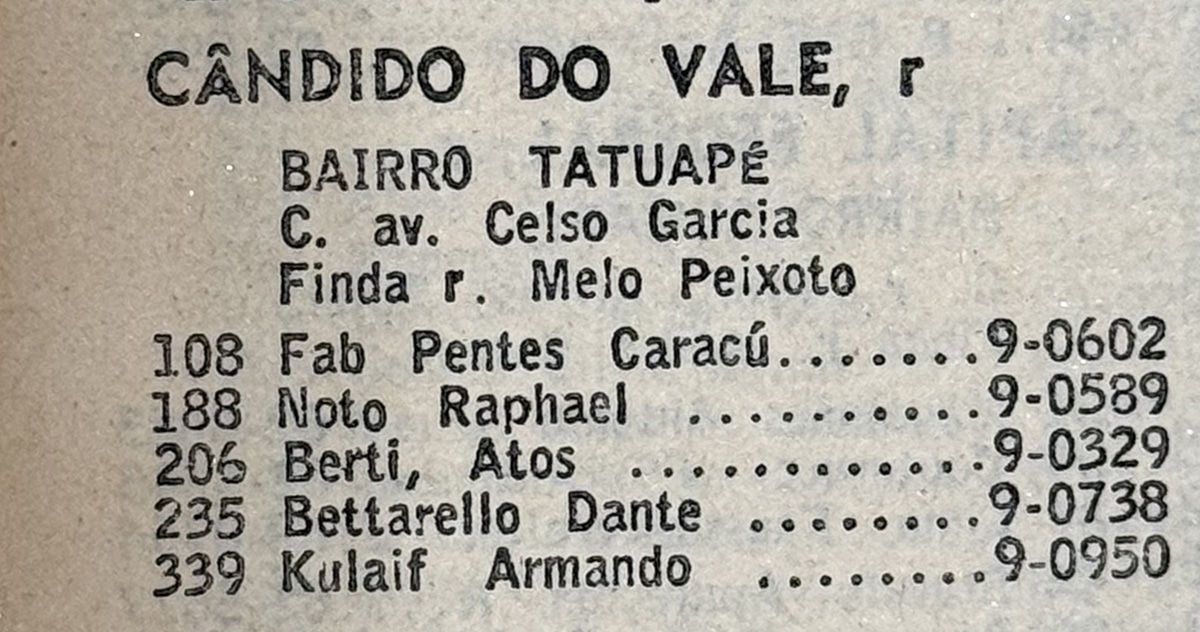 CÂNDIDO DO VALE, r
BAIRRO TATUAPÉ
C. av. Celso Garcia
Finda r. Melo Peixoto
108 Fab Pentes Caracú.......9-0602
188 Noto Raphael ..........9-0589
206 Berti, Atos ............9-0329
235 Bettarello Dante ........9-0738
339 Kulaif Armando ........9-0950